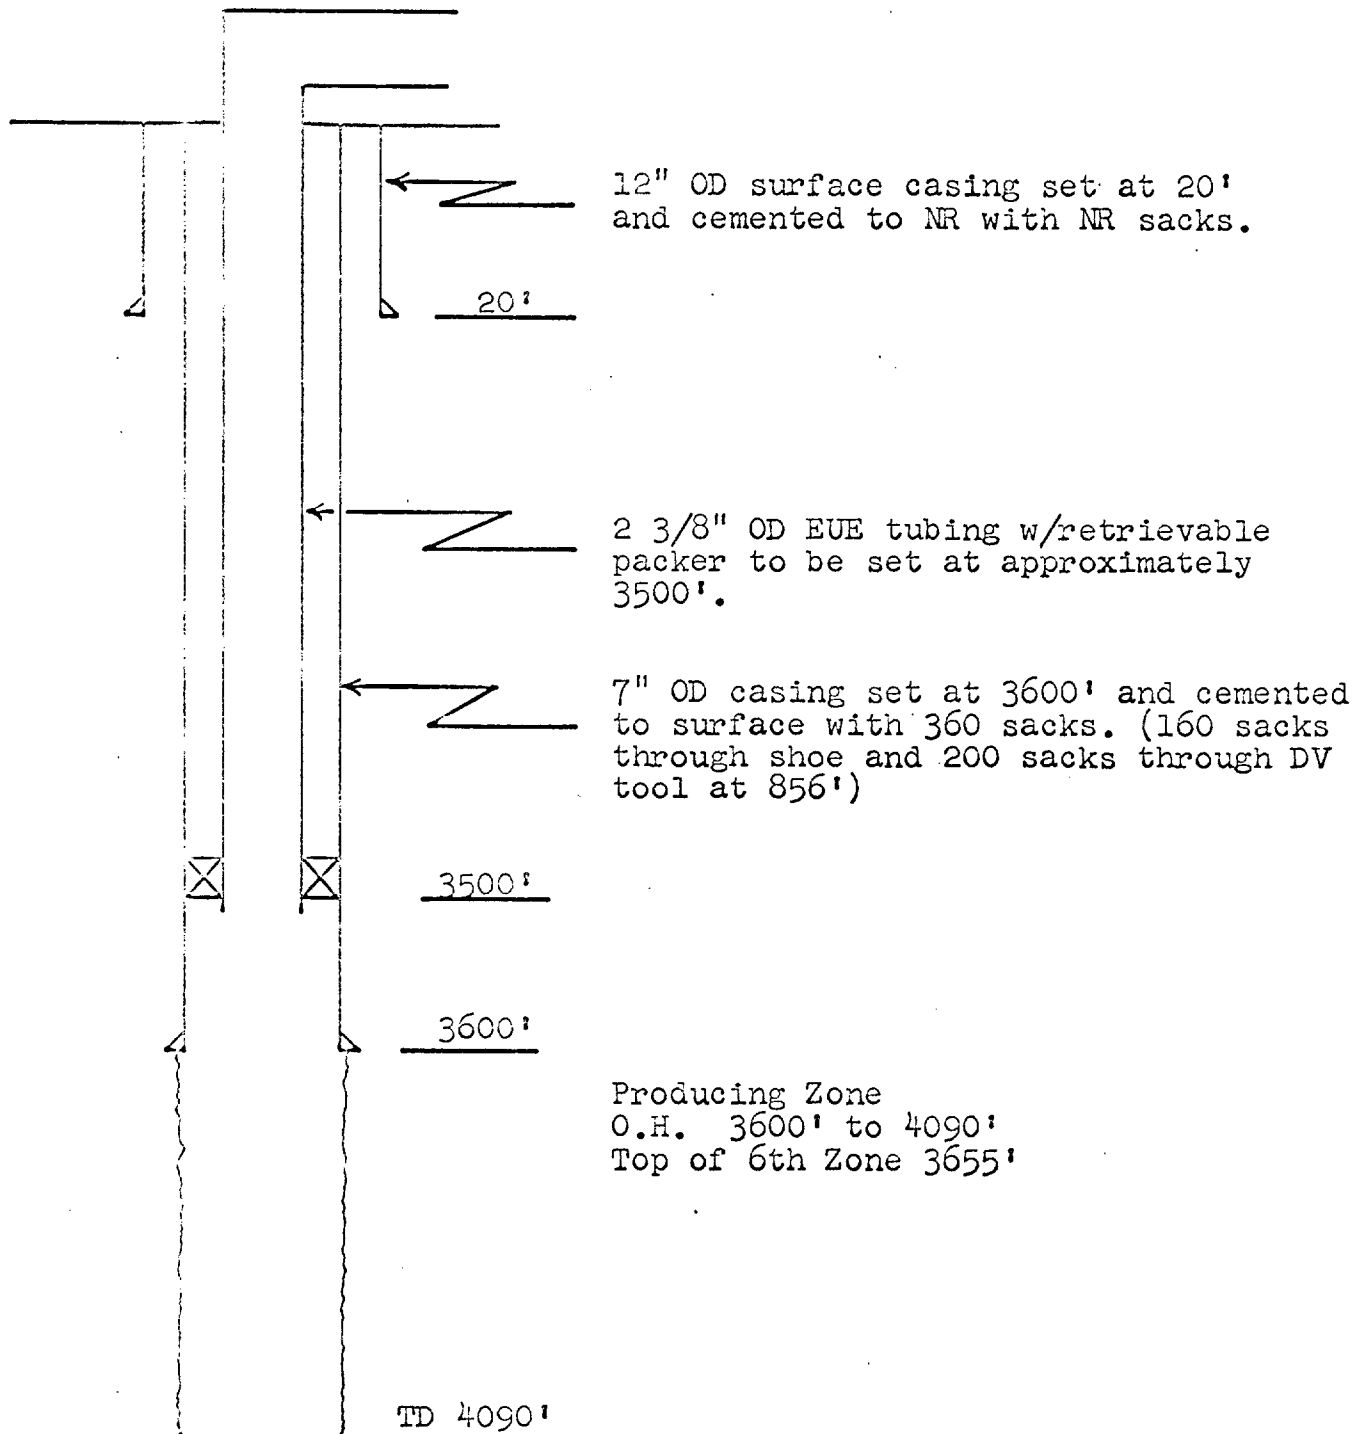 12" OD surface casing set at 20'
and cemented to NR with NR sacks.
20'
2 3/8" OD EUE tubing w/retrievable
packer to be set at approximately
3500'.
7" OD casing set at 3600' and cemented
to surface with 360 sacks. (160 sacks
through shoe and 200 sacks through DV
tool at 856')
3500'
3600'
Producing Zone
O.H. 3600' to 4090'
Top of 6th Zone 3655'
TD 4090'